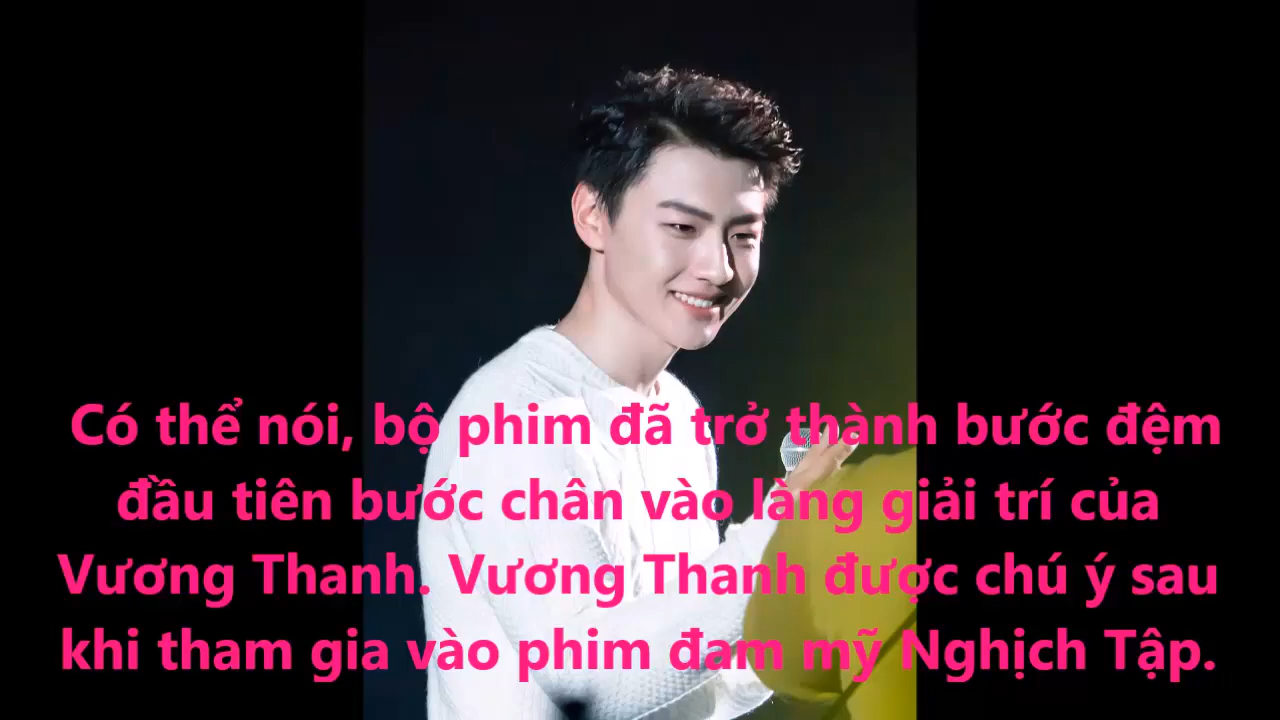 Có thể nói, bộ phim đã trở thành bước đệm
đầu tiên bước chân vào làng giải trí của
Vương Thanh. Vương Thanh được chú ý sau
khi tham gia vào phim đam mỹ Nghịch Tập.